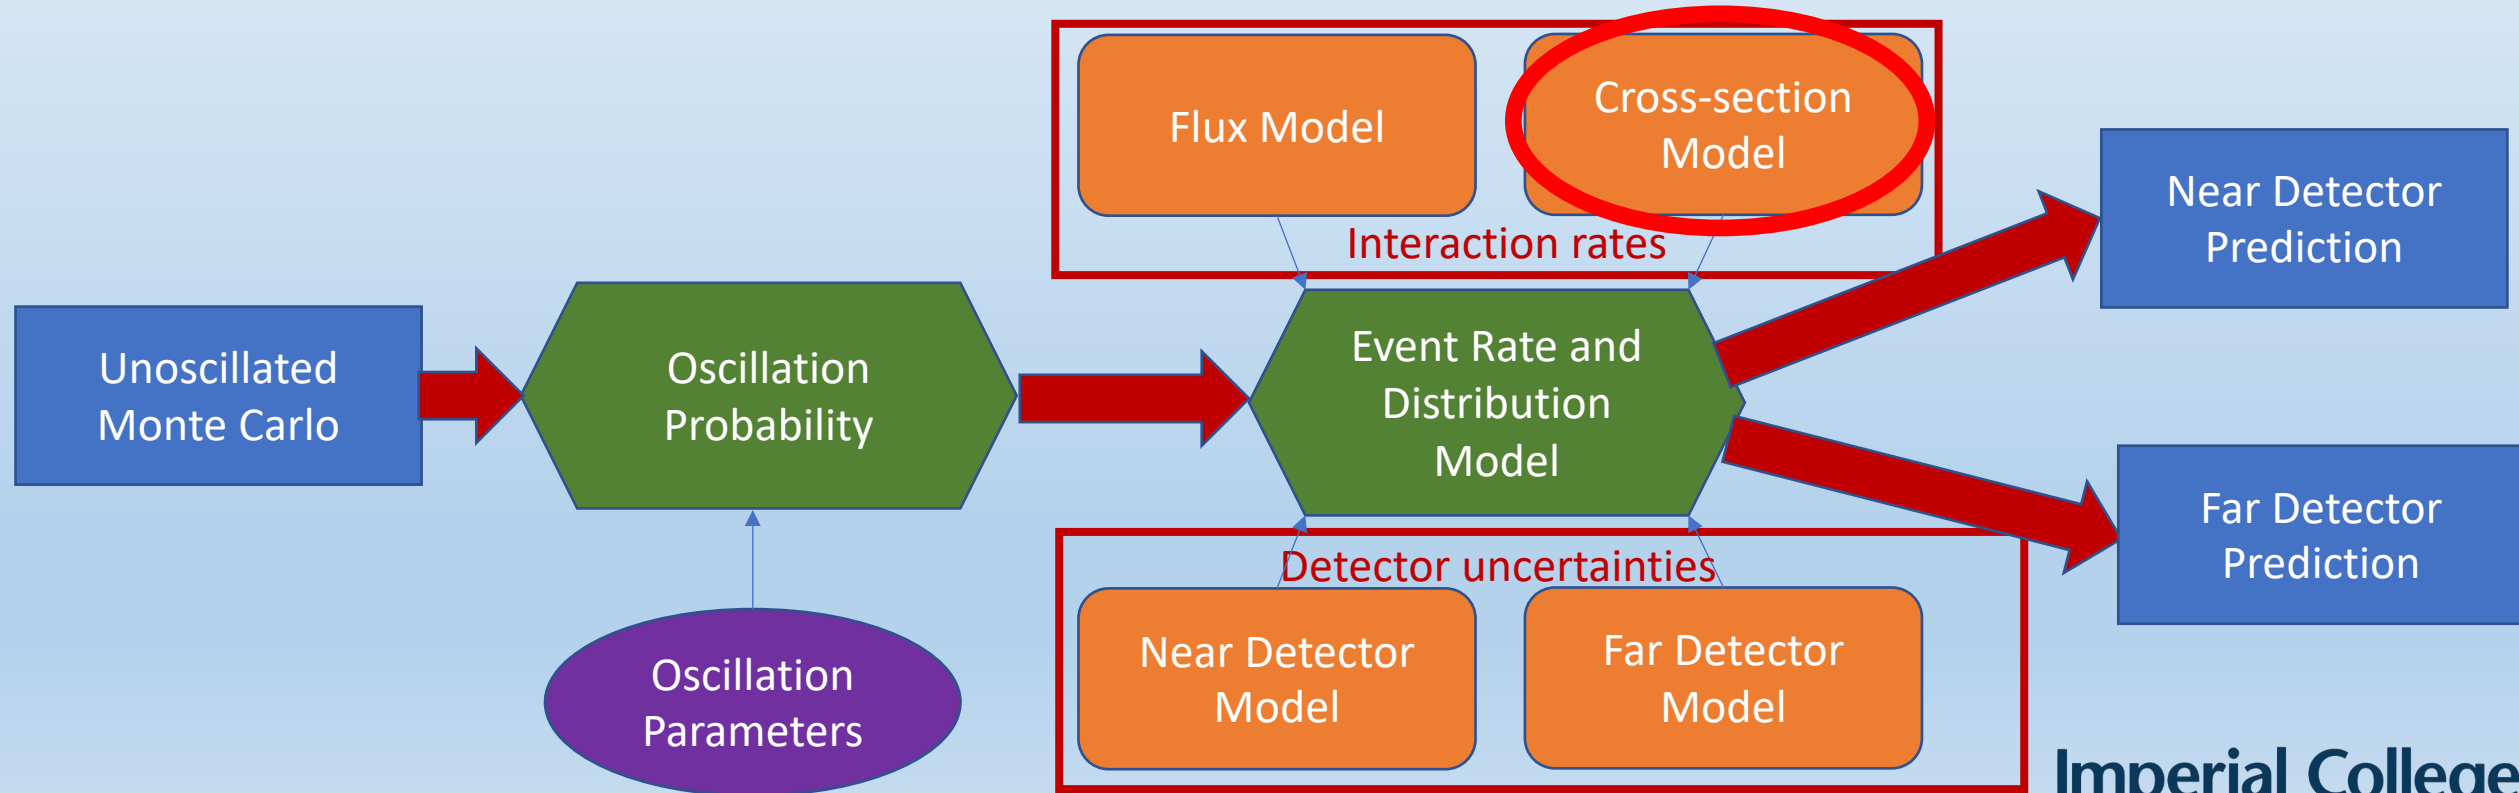 Flux Model
Cross-section
Model
Interaction rates
Near Detector
Prediction
Unoscillated
Monte Carlo
Oscillation
Probability
Event Rate and
Distribution
Model
Far Detector
Prediction
Detector uncertainties
Oscillation
Parameters
Near Detector
Model
Far Detector
Model
Imperial College